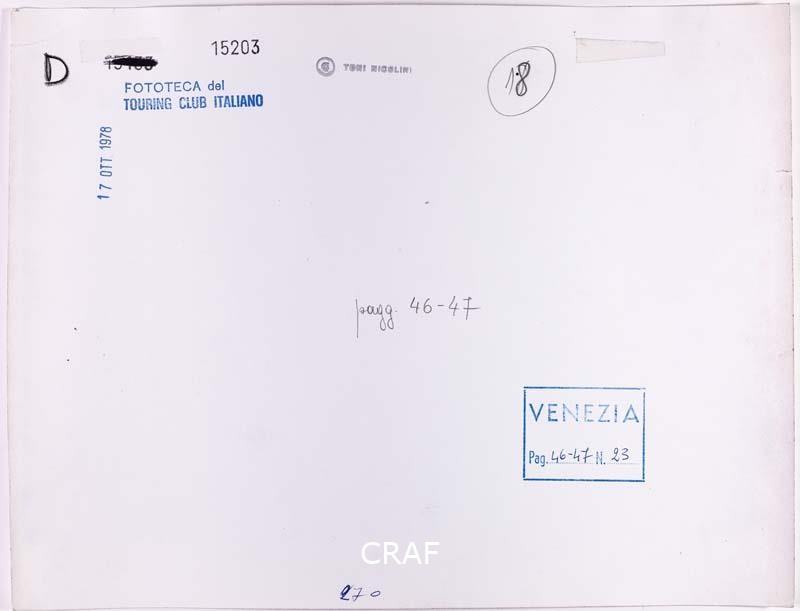 D
15203
FOTOTECA del
TOURING CLUB ITALIANO
17 OTT 1978
TONI NICOLINI
18
pagg. 46-47
VENEZIA
Pag. 46-47 N. 23
CRAF
270